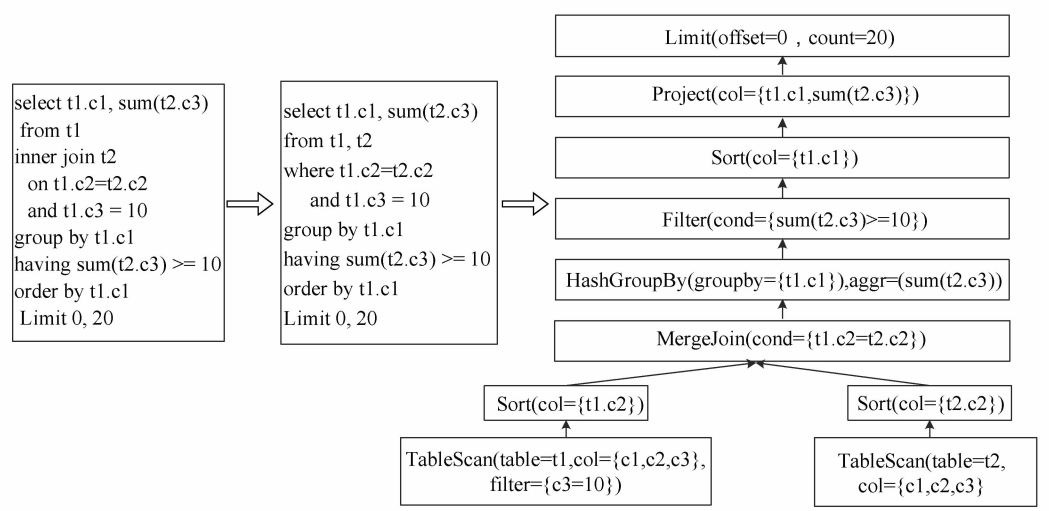 select t1.c1, sum(t2.c3)
from t1
inner join t2
on t1.c2=t2.c2
and t1.c3 = 10
group by t1.c1
having sum(t2.c3) >= 10
order by t1.c1
Limit 0, 20
select t1.c1, sum(t2.c3)
from t1, t2
where t1.c2=t2.c2
and t1.c3 = 10
group by t1.c1
having sum(t2.c3) >= 10
order by t1.c1
Limit 0, 20
Limit(offset=0，count=20)
Project(col={t1.c1,sum(t2.c3)})
Sort(col={t1.c1})
Filter(cond={sum(t2.c3)>=10})
HashGroupBy(groupby={t1.c1}),aggr=(sum(t2.c3))
MergeJoin(cond={t1.c2=t2.c2})
Sort(col={t1.c2})
Sort(col={t2.c2})
TableScan(table=t1,col={c1,c2,c3},
filter={c3=10})
TableScan(table=t2,
col={c1,c2,c3}